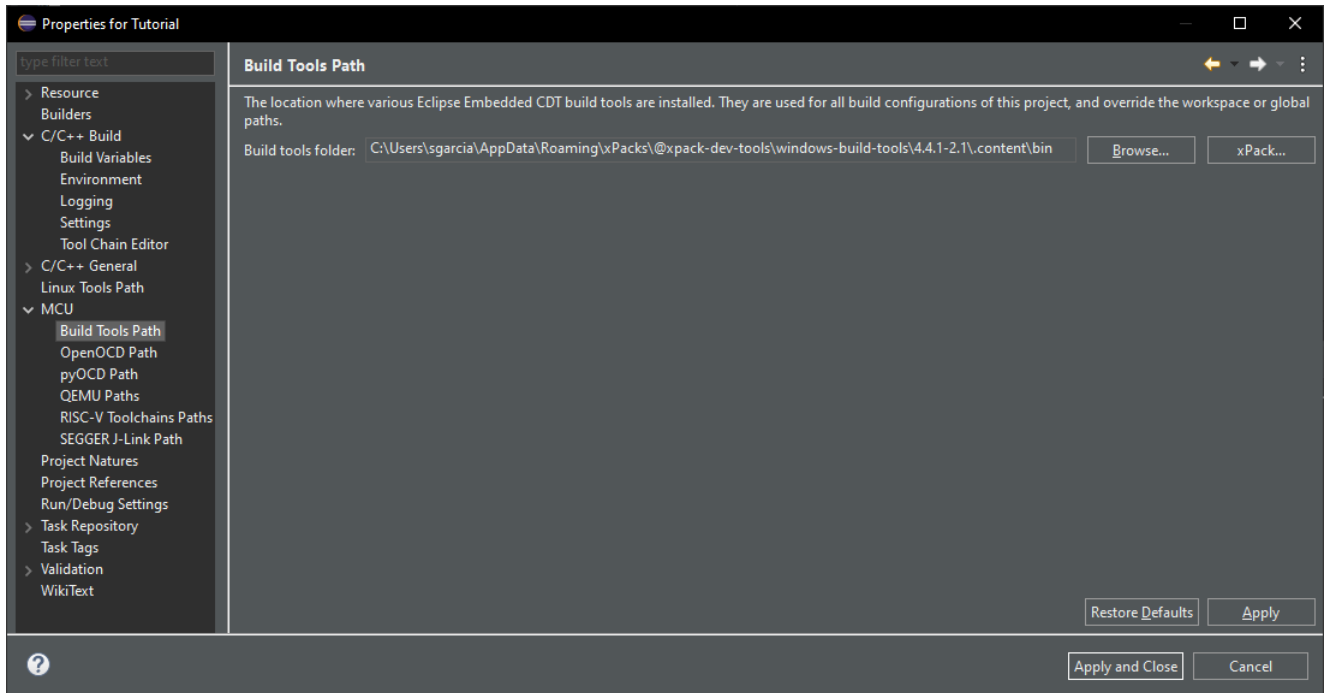 Properties for Tutorial
type filter text
Resource
Builders
C/C++ Build
Build Variables
Environment
Logging
Settings
Tool Chain Editor
C/C++ General
Linux Tools Path
MCU
Build Tools Path
OpenOCD Path
pyOCD Path
QEMU Paths
RISC-V Toolchains Paths
SEGGER J-Link Path
Project Natures
Project References
Run/Debug Settings
Task Repository
Task Tags
Validation
WikiText
Build Tools Path
The location where various Eclipse Embedded CDT build tools are installed. They are used for all build configurations of this project, and override the workspace or global
paths.
Build tools folder: C:\Users\sgarcia\AppData\Roaming\xPacks\@xpack-dev-tools\windows-build-tools\4.4.1-2.1\.content\bin Browse... xPack...
Restore Defaults Apply
Apply and Close Cancel